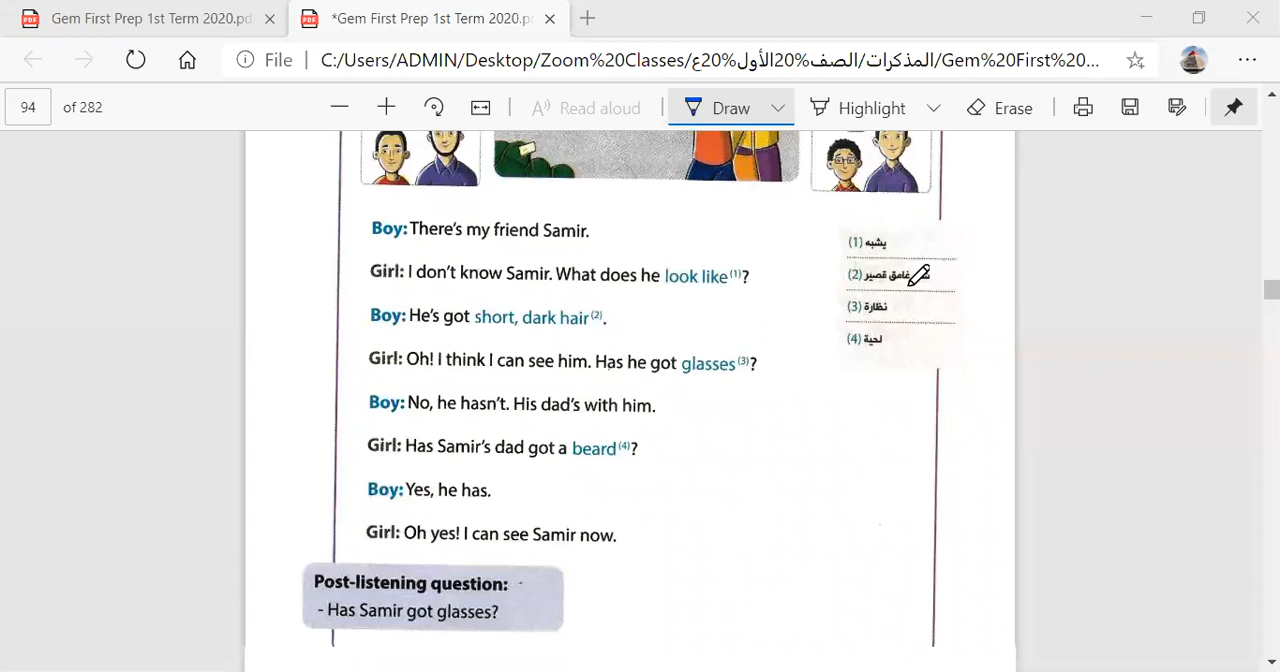 Gem First Prep 1st Term 2020.pd
*Gem First Prep 1st Term 2020.pd
File
C:/Users/ADMIN/Desktop/Zoom%20Classes/المذكرات/الصف%20الأول%20ع/Gem%20First%20...
94
of 282
Read aloud
Draw
Highlight
Erase
Boy: There's my friend Samir.
Girl: I don't know Samir. What does he look like(1)?
Boy: He's got short, dark hair(2).
Girl: Oh! I think I can see him. Has he got glasses(3)?
Boy: No, he hasn't. His dad's with him.
Girl: Has Samir's dad got a beard(4)?
Boy: Yes, he has.
Girl: Oh yes! I can see Samir now.
(1) يشبه
(2) غامق قصير
(3) نظارة
(4) لحية
Post-listening question:
- Has Samir got glasses?